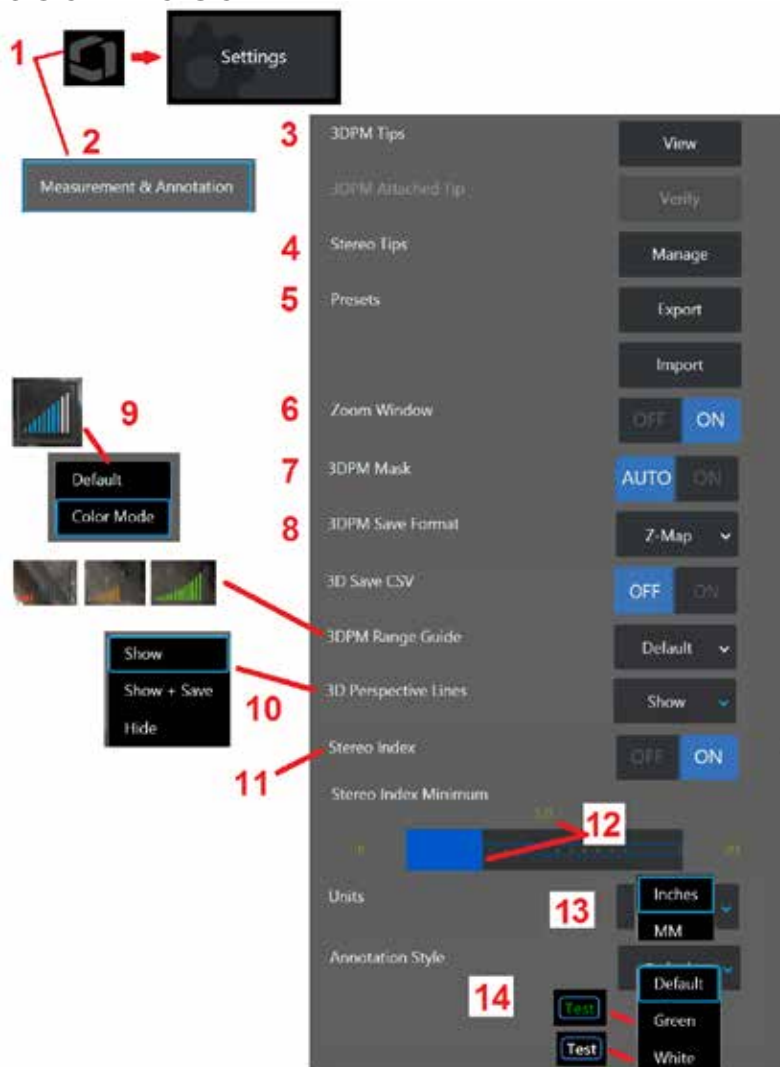 1
Settings
2
Measurement & Annotation
3
3DPM Tips
View
3DPM Attached Tip
Verify
4
Stereo Tips
Manage
5
Presets
Export
Import
6
Zoom Window
OFF
ON
7
3DPM Mask
AUTO
ON
8
3DPM Save Format
Z-Map
9
Default
Color Mode
3D Save CSV
OFF
ON
3DPM Range Guide
Default
10
Show
Show + Save
Hide
3D Perspective Lines
Show
11
Stereo Index
OFF
ON
Stereo Index Minimum
12
Units
13
Inches
MM
Annotation Style
14
Default
Green
White
Test
Test